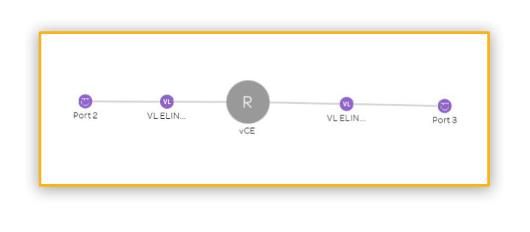 VL
R
VL
Port 2
VL ELIN...
vCE
VL ELIN...
Port 3